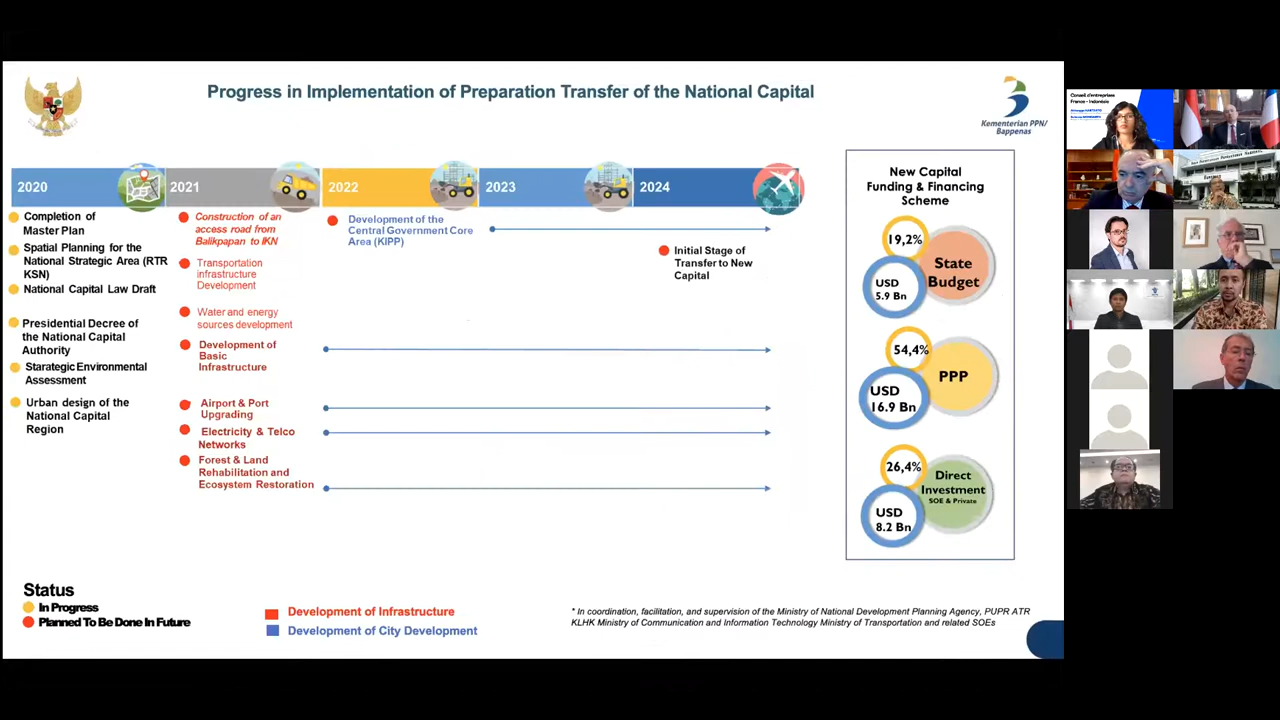 Progress in Implementation of Preparation Transfer of the National Capital
Kementerian PPN/
Bappenas
2020
2021
2022
2023
2024
Completion of
Master Plan
Spatial Planning for the
National Strategic Area (RTR
KSN)
National Capital Law Draft
Presidential Decree of
the National Capital
Authority
Starategic Environmental
Assessment
Urban design of the
National Capital
Region
Construction of an
access road from
Balikpapan to IKN
Transportation
infrastructure
Development
Water and energy
sources development
Development of
Basic
Infrastructure
Airport & Port
Upgrading
Electricity & Telco
Networks
Forest & Land
Rehabilitation and
Ecosystem Restoration
Development of the
Central Government Core
Area (KIPP)
Initial Stage of
Transfer to New
Capital
New Capital
Funding & Financing
Scheme
19,2%
USD
5.9 Bn
State
Budget
54,4%
USD
16.9 Bn
PPP
26,4%
USD
8.2 Bn
Direct
Investment
SOE & Private
Status
In Progress
Planned To Be Done In Future
Development of Infrastructure
Development of City Development
* In coordination, facilitation, and supervision of the Ministry of National Development Planning Agency, PUPR ATR
KLHK Ministry of Communication and Information Technology Ministry of Transportation and related SOEs
Conseil d'entreprises
France - Indonésie